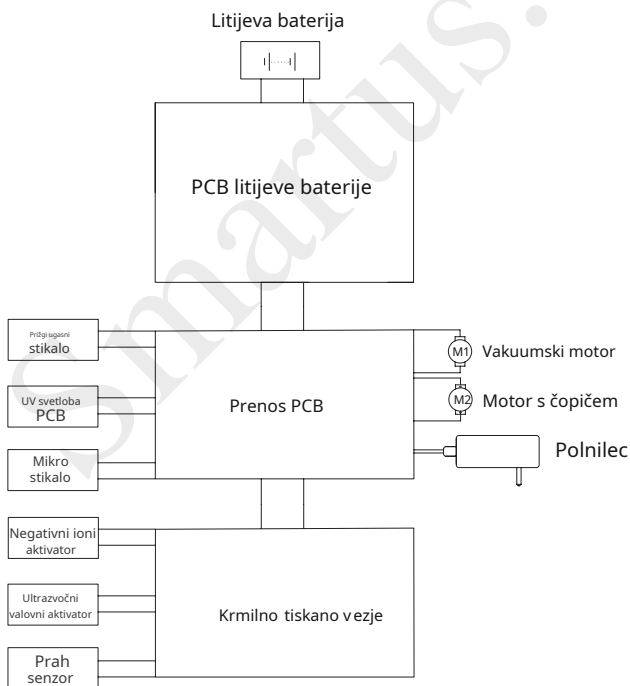 Litijeva baterija
PCB litijeve baterije
Prižgi ugasni
stikalo
UV svetloba
PCB
Mikro
stikalo
Prenos PCB
M1
Vakuumski motor
M2
Motor s čopičem
Polnilec
Negativni ioni
aktivator
Ultrazvočni
valovni aktivator
Prah
senzor
Krmilno tiskano vezje
Smartus.